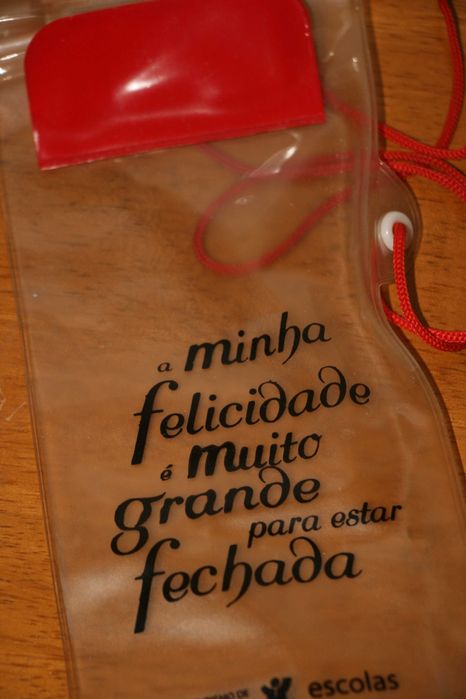 a minha
felicidade
é muito
grande
para estar
fechada
escolas